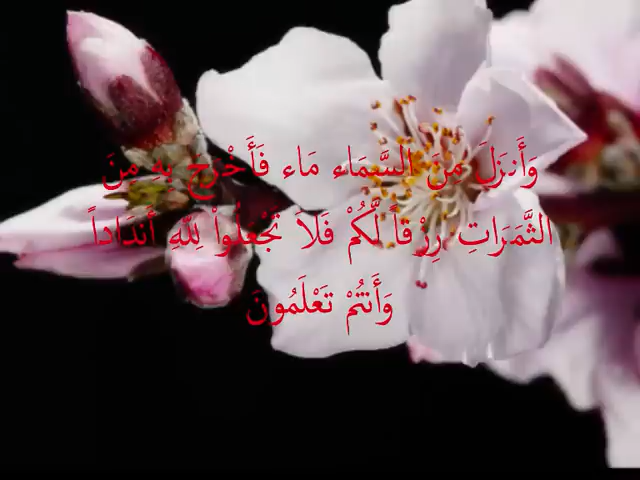 وَأَنزَلَ مِنَ السَّمَاء مَاء فَأَخْرَجَ بِهِ مِنَ
الثَّمَرَاتِ رِزْقاً لَّكُمْ فَلاَ تَجْعَلُواْ لِلّهِ أَندَاداً
وَأَنتُمْ تَعْلَمُونَ